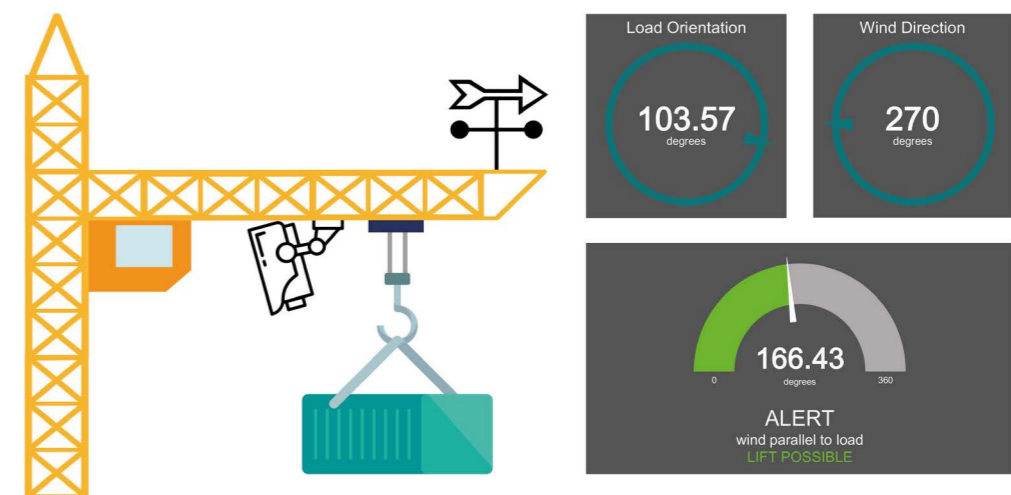 Load Orientation
103.57
degrees
Wind Direction
270
degrees
166.43
0
degrees
360
ALERT
wind parallel to load
LIFT POSSIBLE